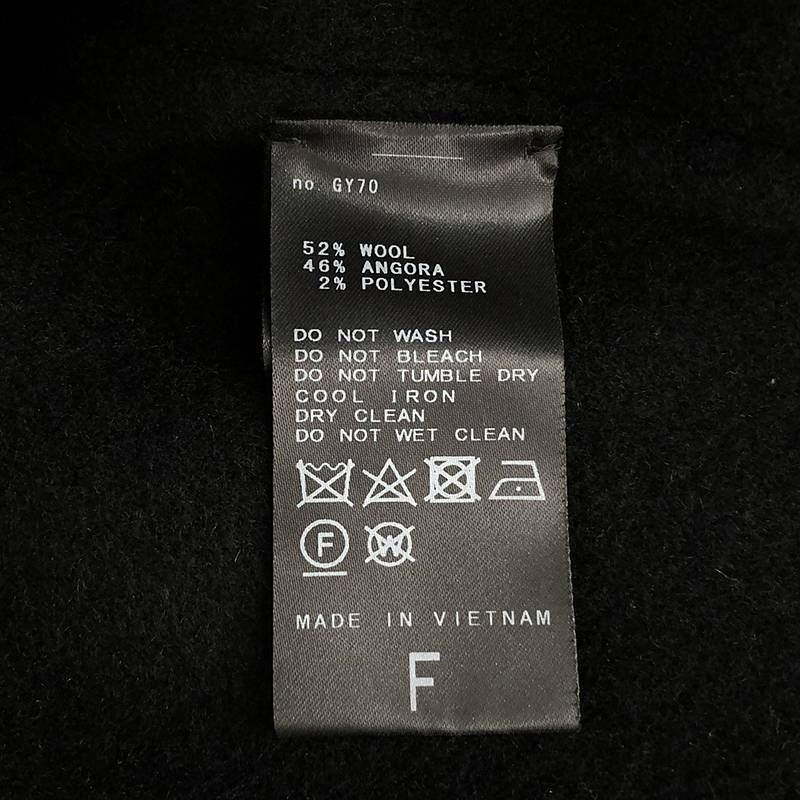 no. GY70
52% WOOL
46% ANGORA
2% POLYESTER
DO NOT WASH
DO NOT BLEACH
DO NOT TUMBLE DRY
COOL IRON
DRY CLEAN
DO NOT WET CLEAN
F W
MADE IN VIETNAM
F